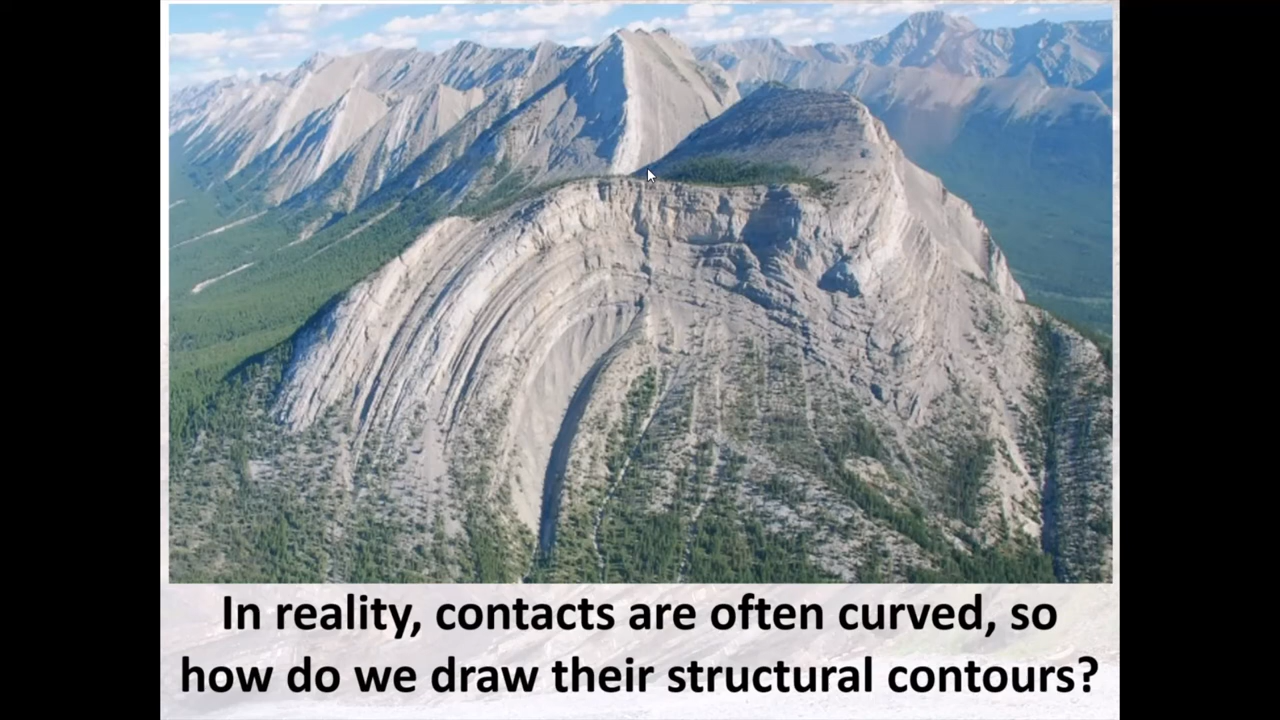 In reality, contacts are often curved, so
how do we draw their structural contours?